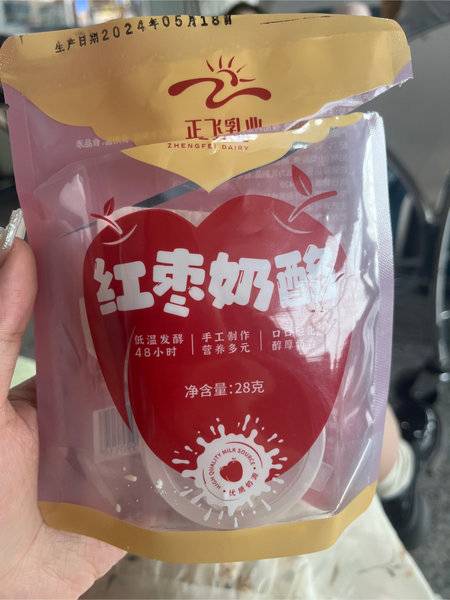 生产日期2024年05月18日
正飞乳业
ZHENGFEI DAIRY
红枣奶酪
低温发酵 手工制作
48小时 营养多元 醇厚
净含量:28克
HIGH QUALITY MILK SOURCE
优质奶源